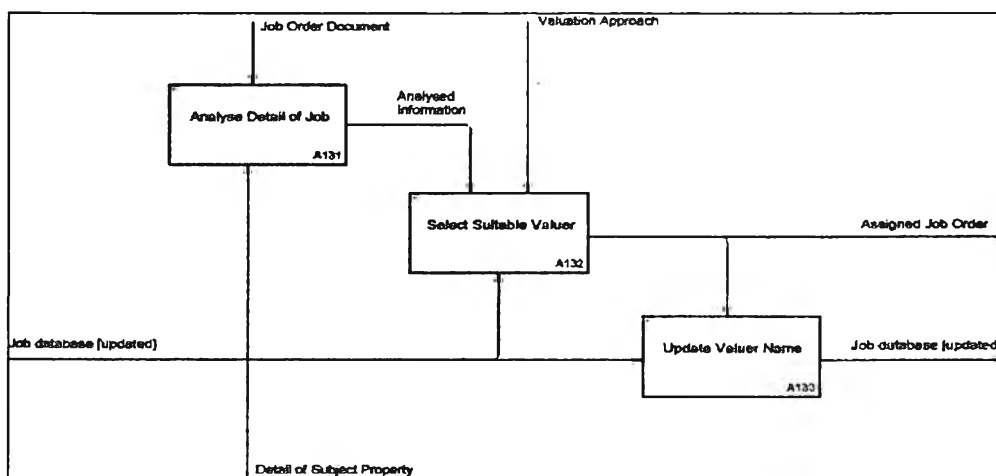 Job Order Document
Valuation Approach
Analyse Detail of Job
A131
Analysed
Information
Select Suitable Valuer
A132
Assigned Job Order
Job database [updated]
Update Valuer Name
A133
Job database [updated]
Detail of Subject Property